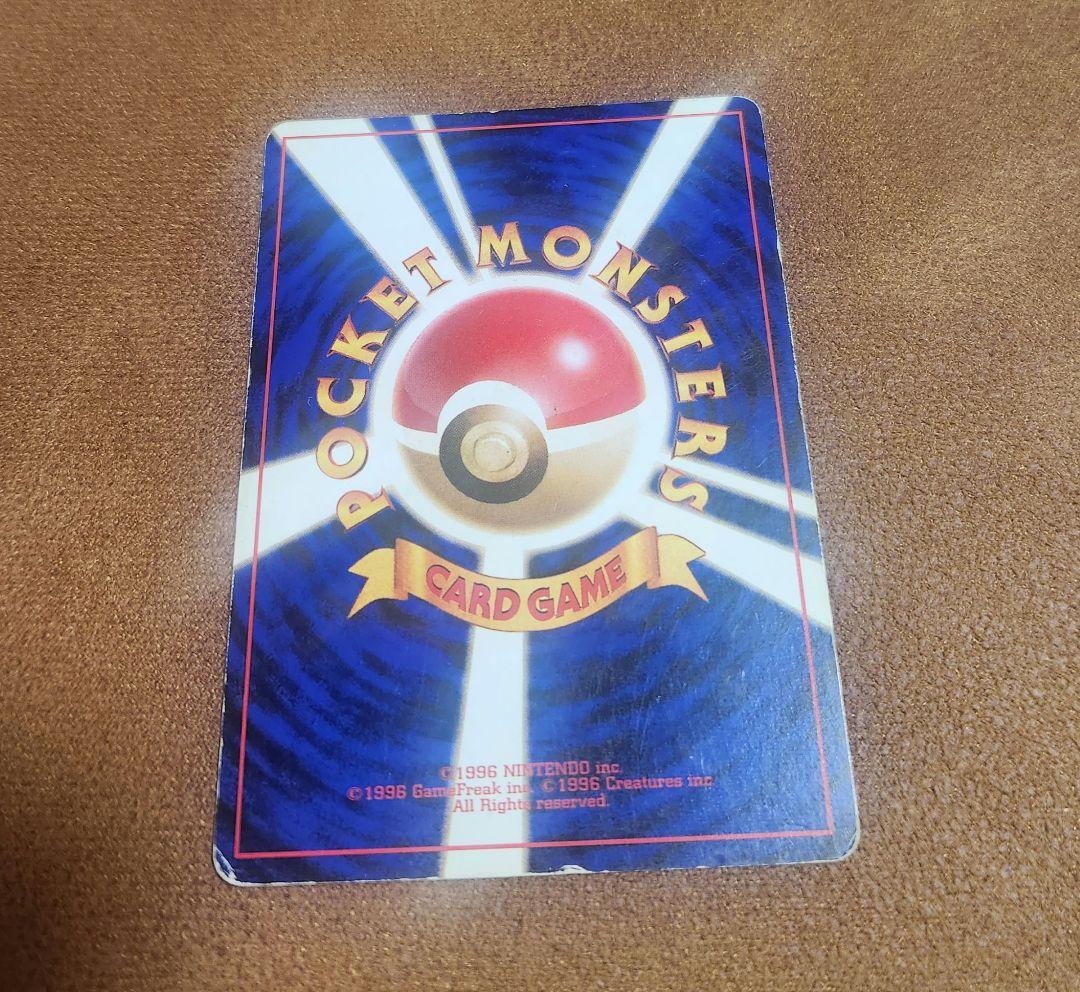 POCKET MONSTERS
CARD GAME
©1996 NINTENDO inc.
©1996 GameFreak inc. ©1996 Creatures inc.
All Rights reserved.